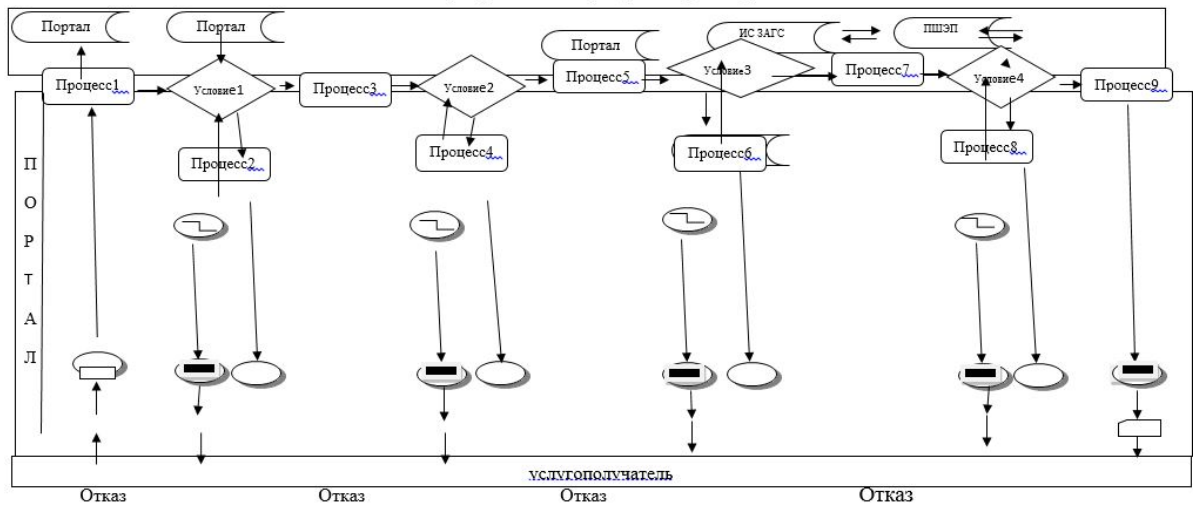 Портал
Портал
Портал
ИС ЗАГС
ПШЭП
Процесс1
Условие1
Процесс3
Условие2
Процесс5
Условие3
Процесс7
Условие4
Процесс9
Процесс2
Процесс4
Процесс6
Процесс8
П
О
Р
Т
А
Л
услугополучатель
Отказ
Отказ
Отказ
Отказ